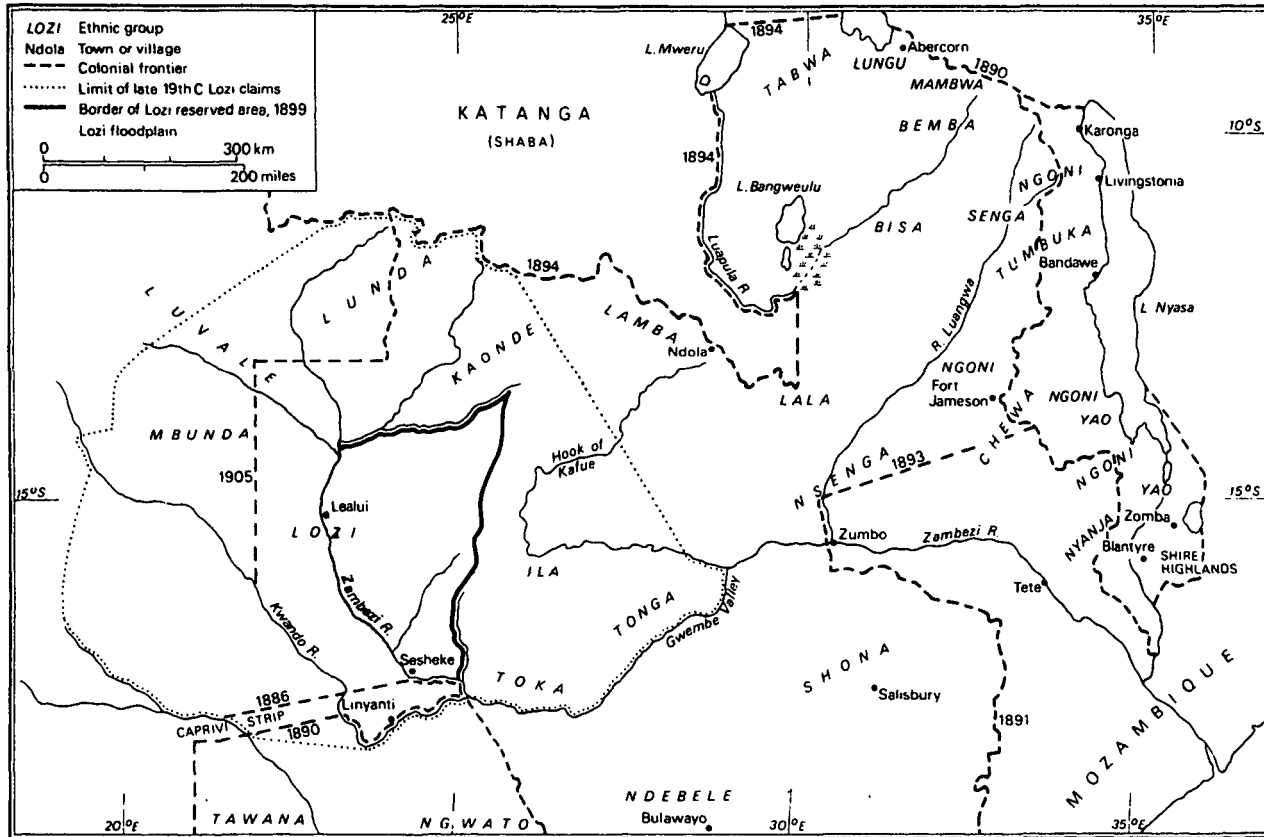 LOZI Ethnic group
Ndola Town or village
Colonial frontier
Limit of late 19thC Lozi claims
Border of Lozi reserved area, 1899
Lozi floodplain
0 300 km
0 200 miles
25°E
35°E
1894
L. Mweru
TABWA
LUNGU
Abercorn
1890
MAMBWA
KATANGA
(SHABA)
BEMBA
Karonga
10°S
1894
NGONI
Livingstonia
L. Bangweulu
SENGA
BISA
TUMBUKA
Luapula R
Bandawe
LUNDA
1894
R. Luangwa
L Nyasa
LUVALE
LAMBA
KAONDE
Ndola
NGONI
Fort
Jameson
LALA
NGONI
CHEWA
YAO
MBUNDA
Hook of
Kafue
NSENGA
1893
NGONI
1905
15°S
YAO
15°S
Lealui
LOZI
Zomba
Zumbo
Zambezi R.
NYANJA
Blantyre
SHIRE
HIGHLANDS
ILA
Tete
Zambezi R.
Kwando R.
TONGA
Gwembe Valley
Sesheke
TOKA
SHONA
1886
Salisbury
Linyanti
CAPRIVI STRIP
1890
1891
MOZAMBIQUE
NDEBELE
20°E
TAWANA
25°E
NGWATO
Bulawayo
30°E
35°E